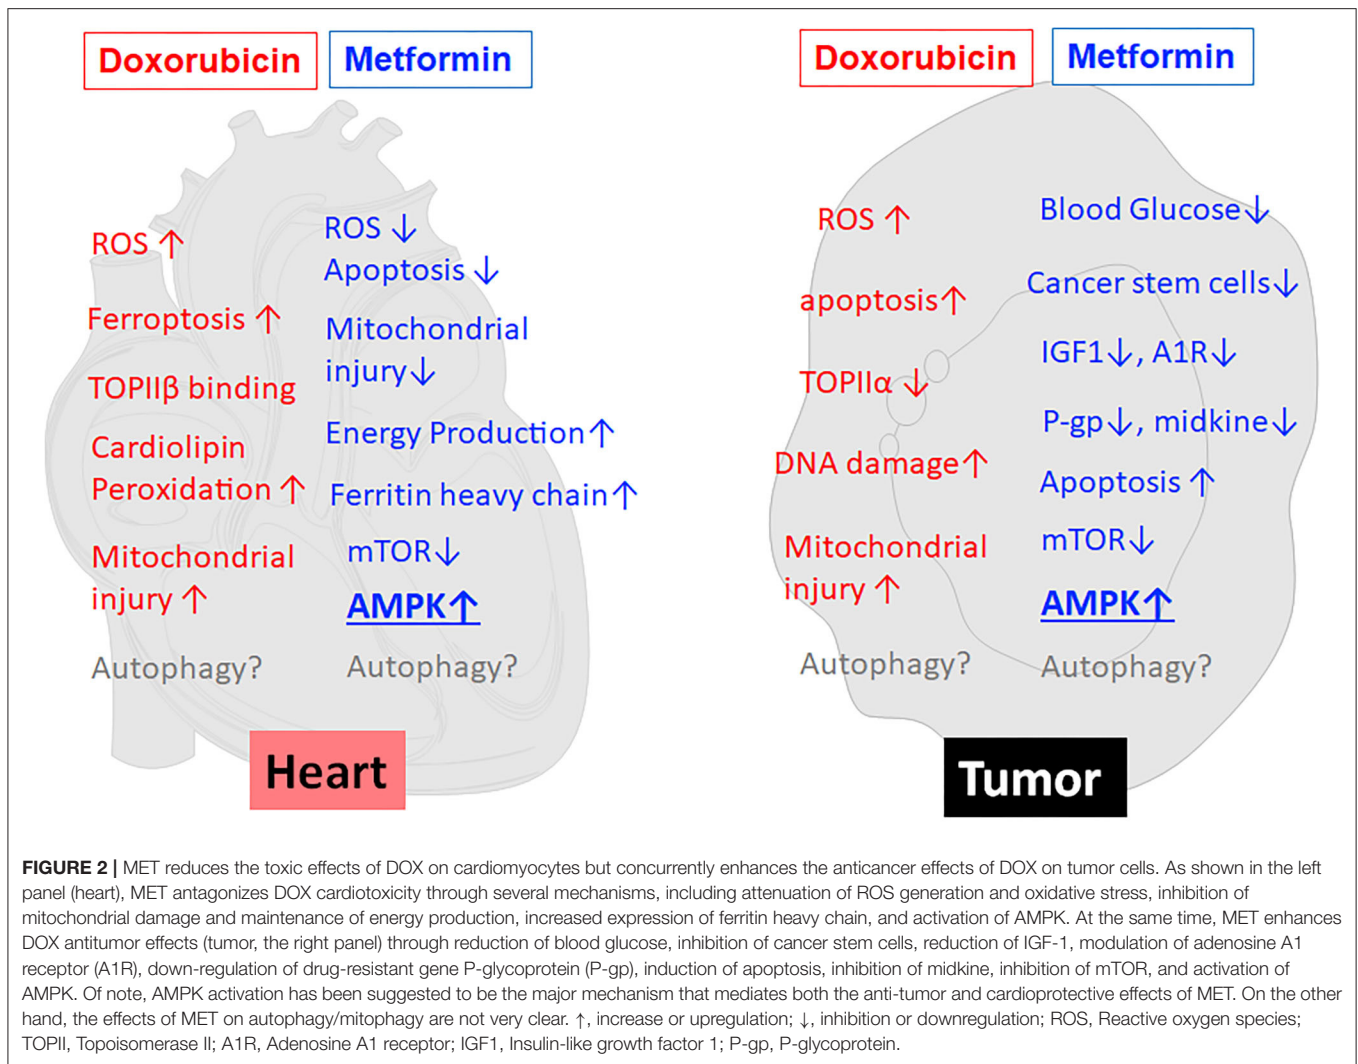 Doxorubicin
Metformin
ROS ↑
Ferroptosis ↑
TOPIIβ binding
Cardiolipin
Peroxidation ↑
Mitochondrial
injury ↑
Autophagy?
ROS ↓
Apoptosis ↓
Mitochondrial
injury↓
Energy Production↑
Ferritin heavy chain↑
mTOR↓
AMPK↑
Autophagy?
Heart
Doxorubicin
Metformin
ROS ↑
apoptosis↑
TOPIIα ↓
DNA damage↑
Mitochondrial
injury ↑
Autophagy?
Blood Glucose↓
Cancer stem cells↓
IGF1↓, A1R↓
P-gp↓, midkine↓
Apoptosis ↑
mTOR↓
AMPK↑
Autophagy?
Tumor
FIGURE 2 | MET reduces the toxic effects of DOX on cardiomyocytes but concurrently enhances the anticancer effects of DOX on tumor cells. As shown in the left
panel (heart), MET antagonizes DOX cardiotoxicity through several mechanisms, including attenuation of ROS generation and oxidative stress, inhibition of
mitochondrial damage and maintenance of energy production, increased expression of ferritin heavy chain, and activation of AMPK. At the same time, MET enhances
DOX antitumor effects (tumor, the right panel) through reduction of blood glucose, inhibition of cancer stem cells, reduction of IGF-1, modulation of adenosine A1
receptor (A1R), down-regulation of drug-resistant gene P-glycoprotein (P-gp), induction of apoptosis, inhibition of midkine, inhibition of mTOR, and activation of
AMPK. Of note, AMPK activation has been suggested to be the major mechanism that mediates both the anti-tumor and cardioprotective effects of MET. On the other
hand, the effects of MET on autophagy/mitophagy are not very clear. ↑, increase or upregulation; ↓, inhibition or downregulation; ROS, Reactive oxygen species;
TOPII, Topoisomerase II; A1R, Adenosine A1 receptor; IGF1, Insulin-like growth factor 1; P-gp, P-glycoprotein.